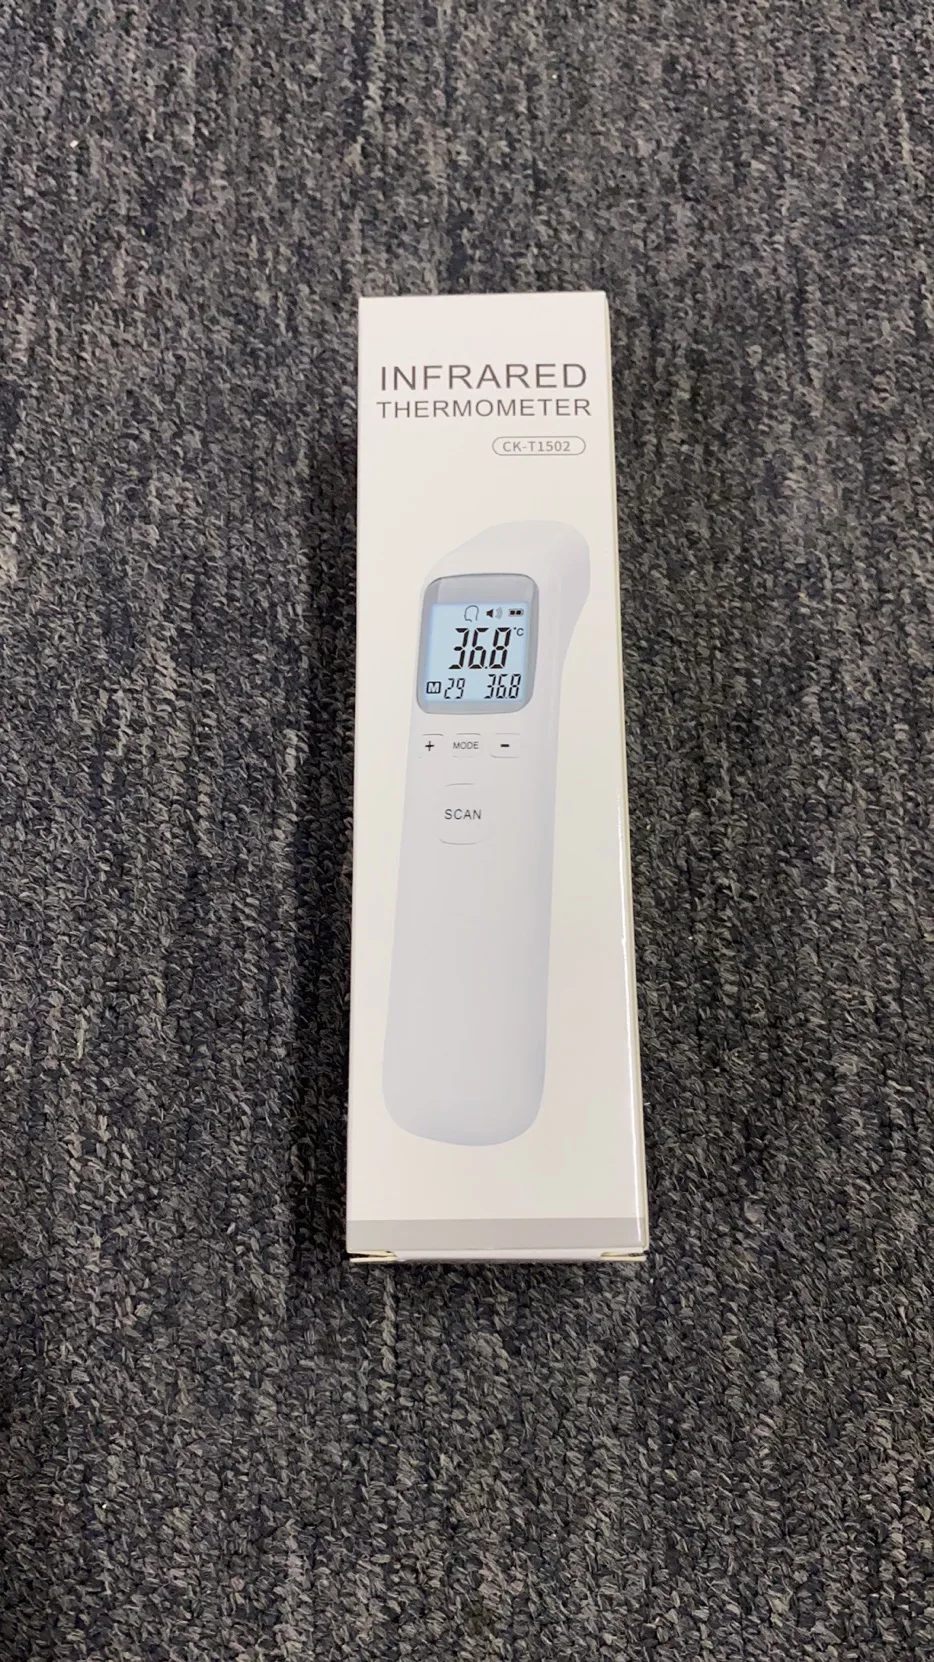 INFRARED
THERMOMETER
CK-T1502
36.8 °C
M 29 36.8
+ MODE -
SCAN